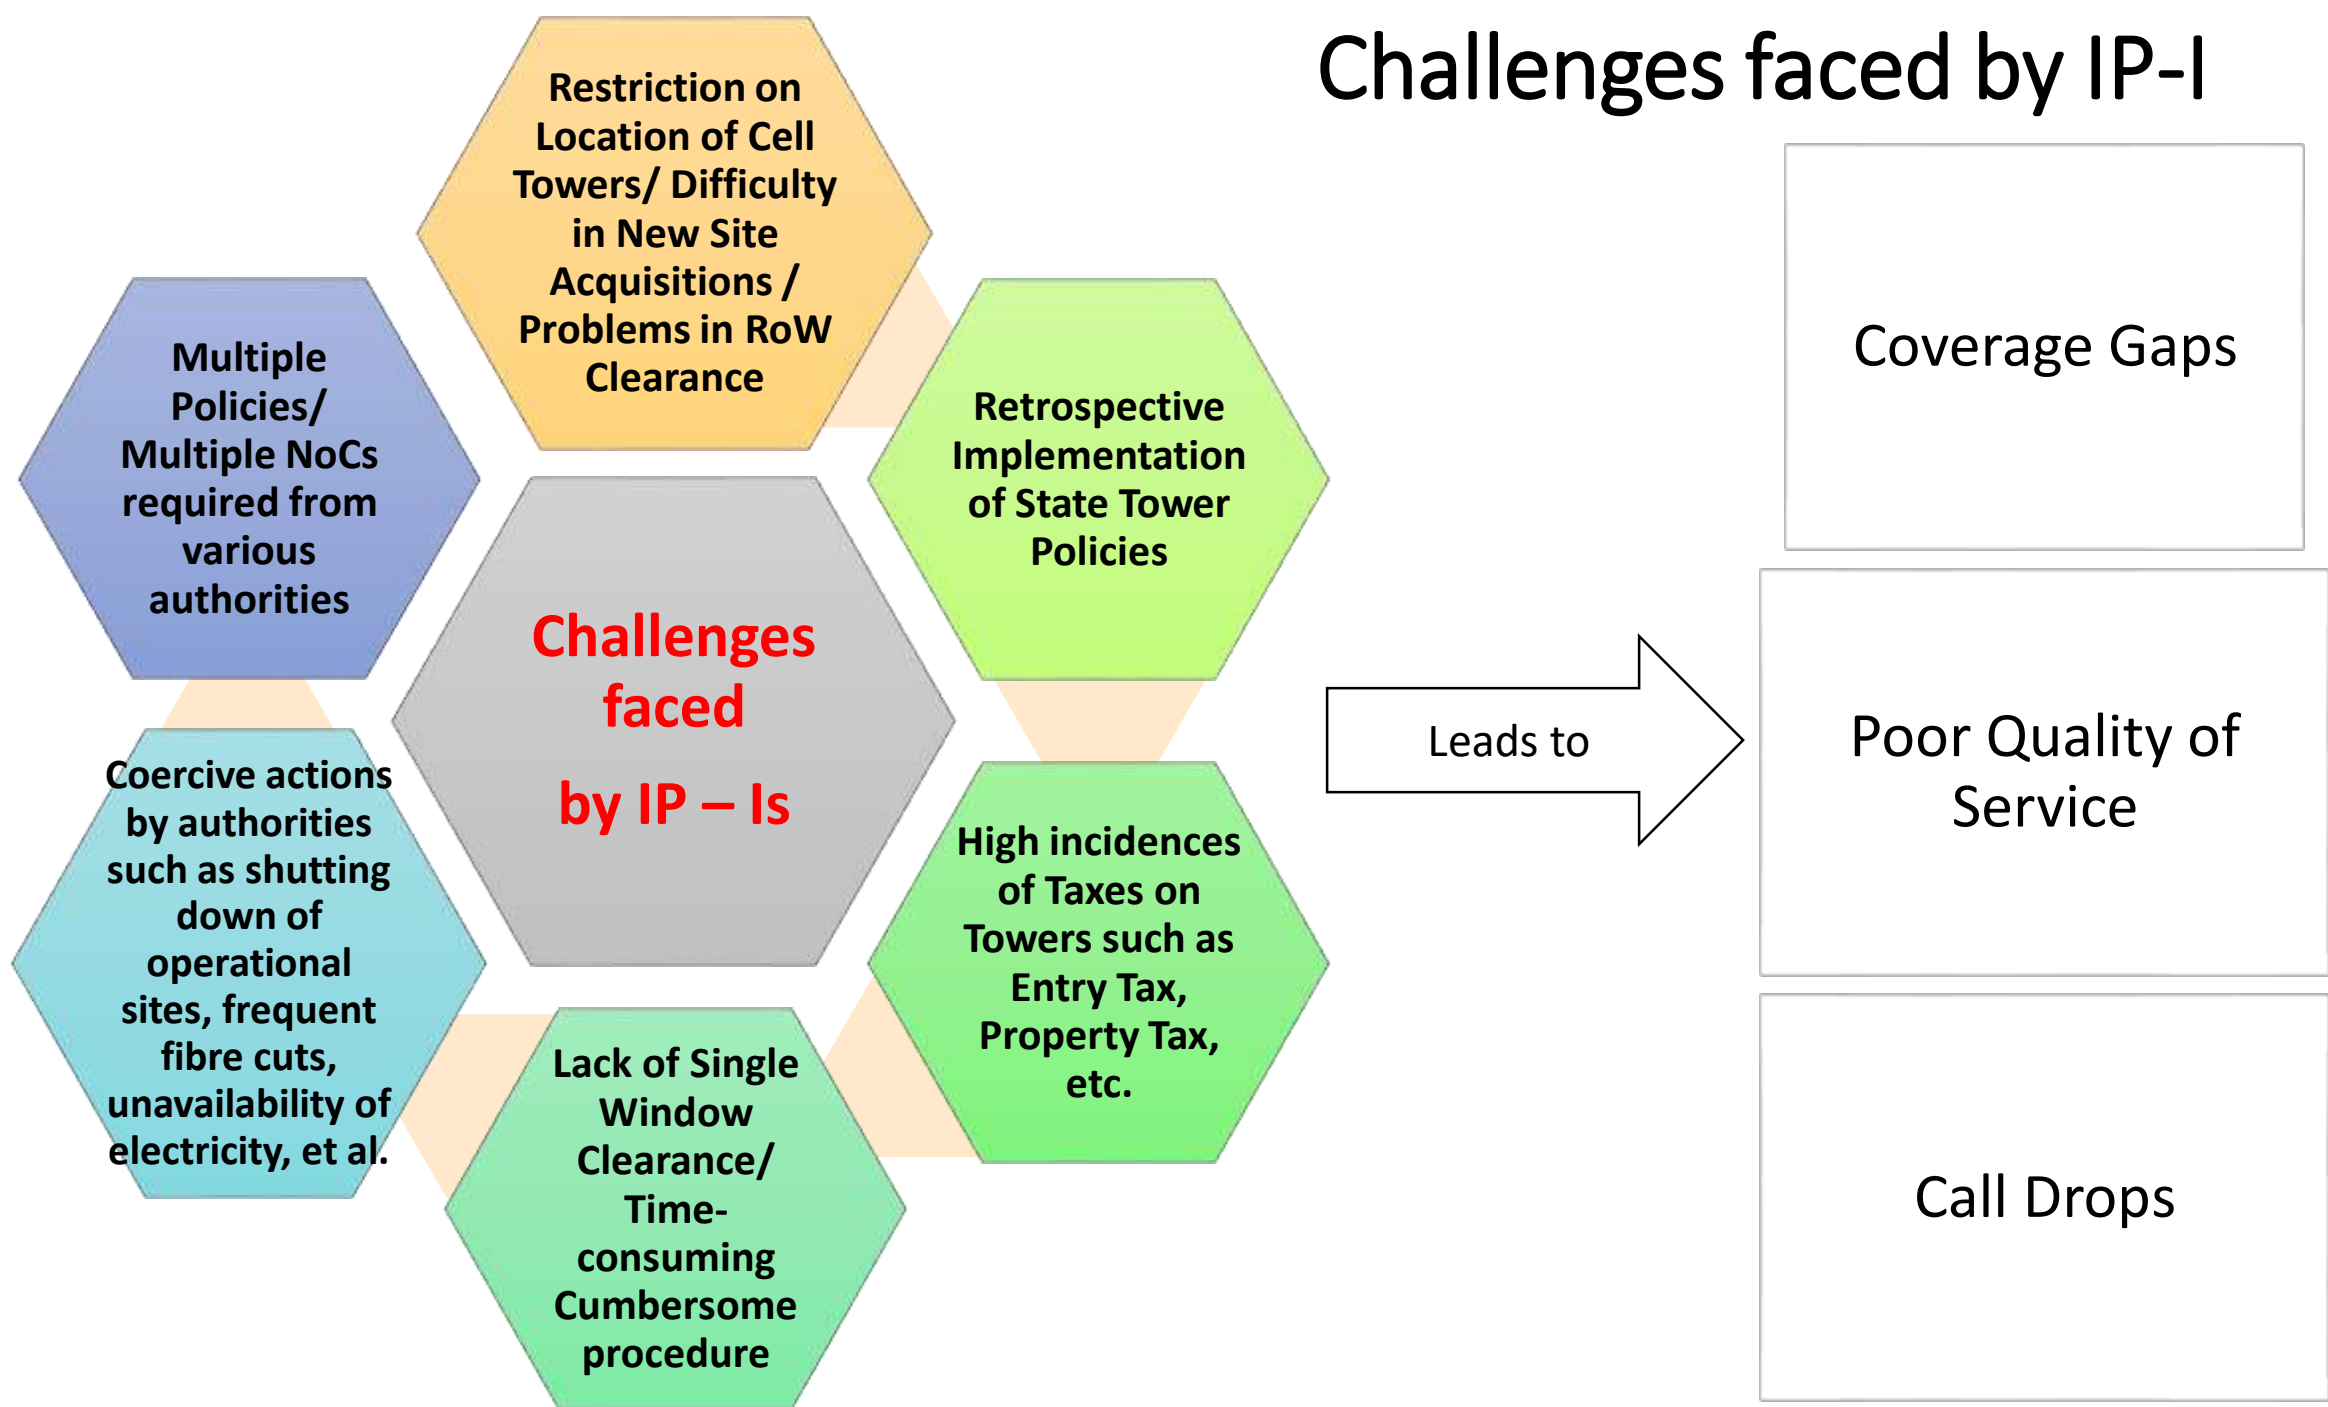 Challenges faced by IP-I
Restriction on
Location of Cell
Towers/ Difficulty
in New Site
Acquisitions /
Problems in RoW
Clearance
Retrospective
Implementation
of State Tower
Policies
High incidences
of Taxes on
Towers such as
Entry Tax,
Property Tax,
etc.
Lack of Single
Window
Clearance/
Time-
consuming
Cumbersome
procedure
Coercive actions
by authorities
such as shutting
down of
operational
sites, frequent
fibre cuts,
unavailability of
electricity, et al.
Multiple
Policies/
Multiple NoCs
required from
various
authorities
Challenges
faced
by IP – Is
Leads to
Coverage Gaps
Poor Quality of
Service
Call Drops